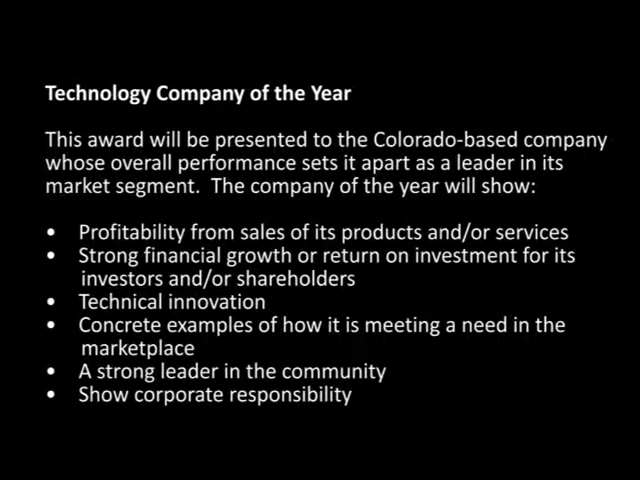 Technology Company of the Year
This award will be presented to the Colorado-based company
whose overall performance sets it apart as a leader in its
market segment.  The company of the year will show:
• Profitability from sales of its products and/or services
• Strong financial growth or return on investment for its
investors and/or shareholders
• Technical innovation
• Concrete examples of how it is meeting a need in the
marketplace
• A strong leader in the community
• Show corporate responsibility